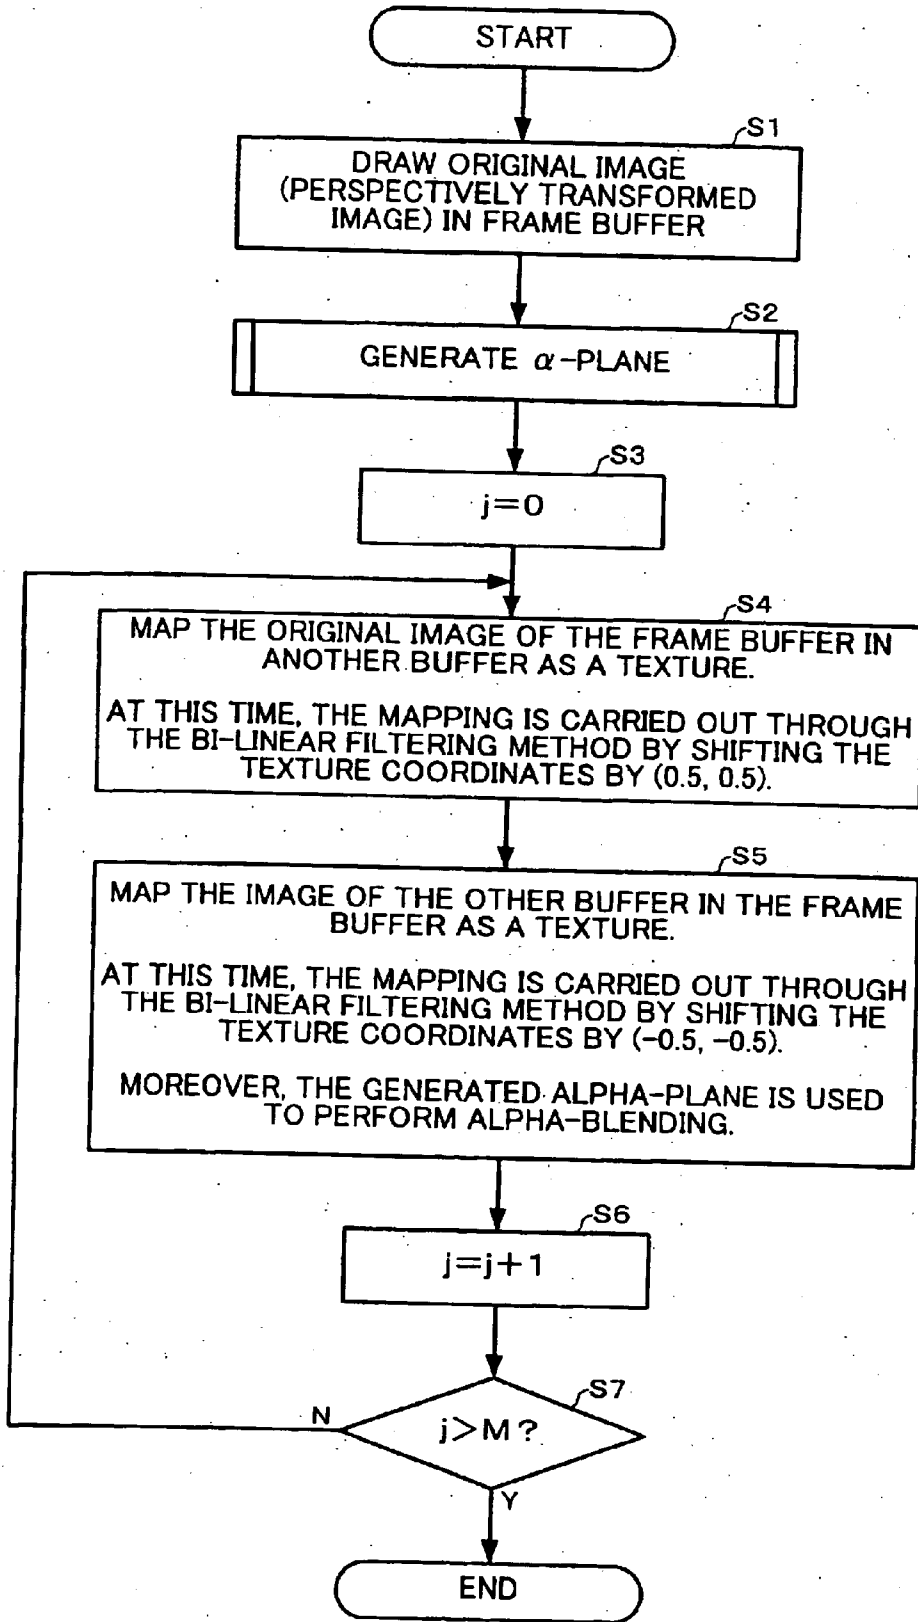 START
S1
DRAW ORIGINAL IMAGE
(PERSPECTIVELY TRANSFORMED
IMAGE) IN FRAME BUFFER
S2
GENERATE α-PLANE
S3
j=0
S4
MAP THE ORIGINAL IMAGE OF THE FRAME BUFFER IN
ANOTHER BUFFER AS A TEXTURE.
AT THIS TIME, THE MAPPING IS CARRIED OUT THROUGH
THE BI-LINEAR FILTERING METHOD BY SHIFTING THE
TEXTURE COORDINATES BY (0.5, 0.5).
S5
MAP THE IMAGE OF THE OTHER BUFFER IN THE FRAME
BUFFER AS A TEXTURE.
AT THIS TIME, THE MAPPING IS CARRIED OUT THROUGH
THE BI-LINEAR FILTERING METHOD BY SHIFTING THE
TEXTURE COORDINATES BY (-0.5, -0.5).
MOREOVER, THE GENERATED ALPHA-PLANE IS USED
TO PERFORM ALPHA-BLENDING.
S6
j=j+1
S7
N
j>M?
Y
END